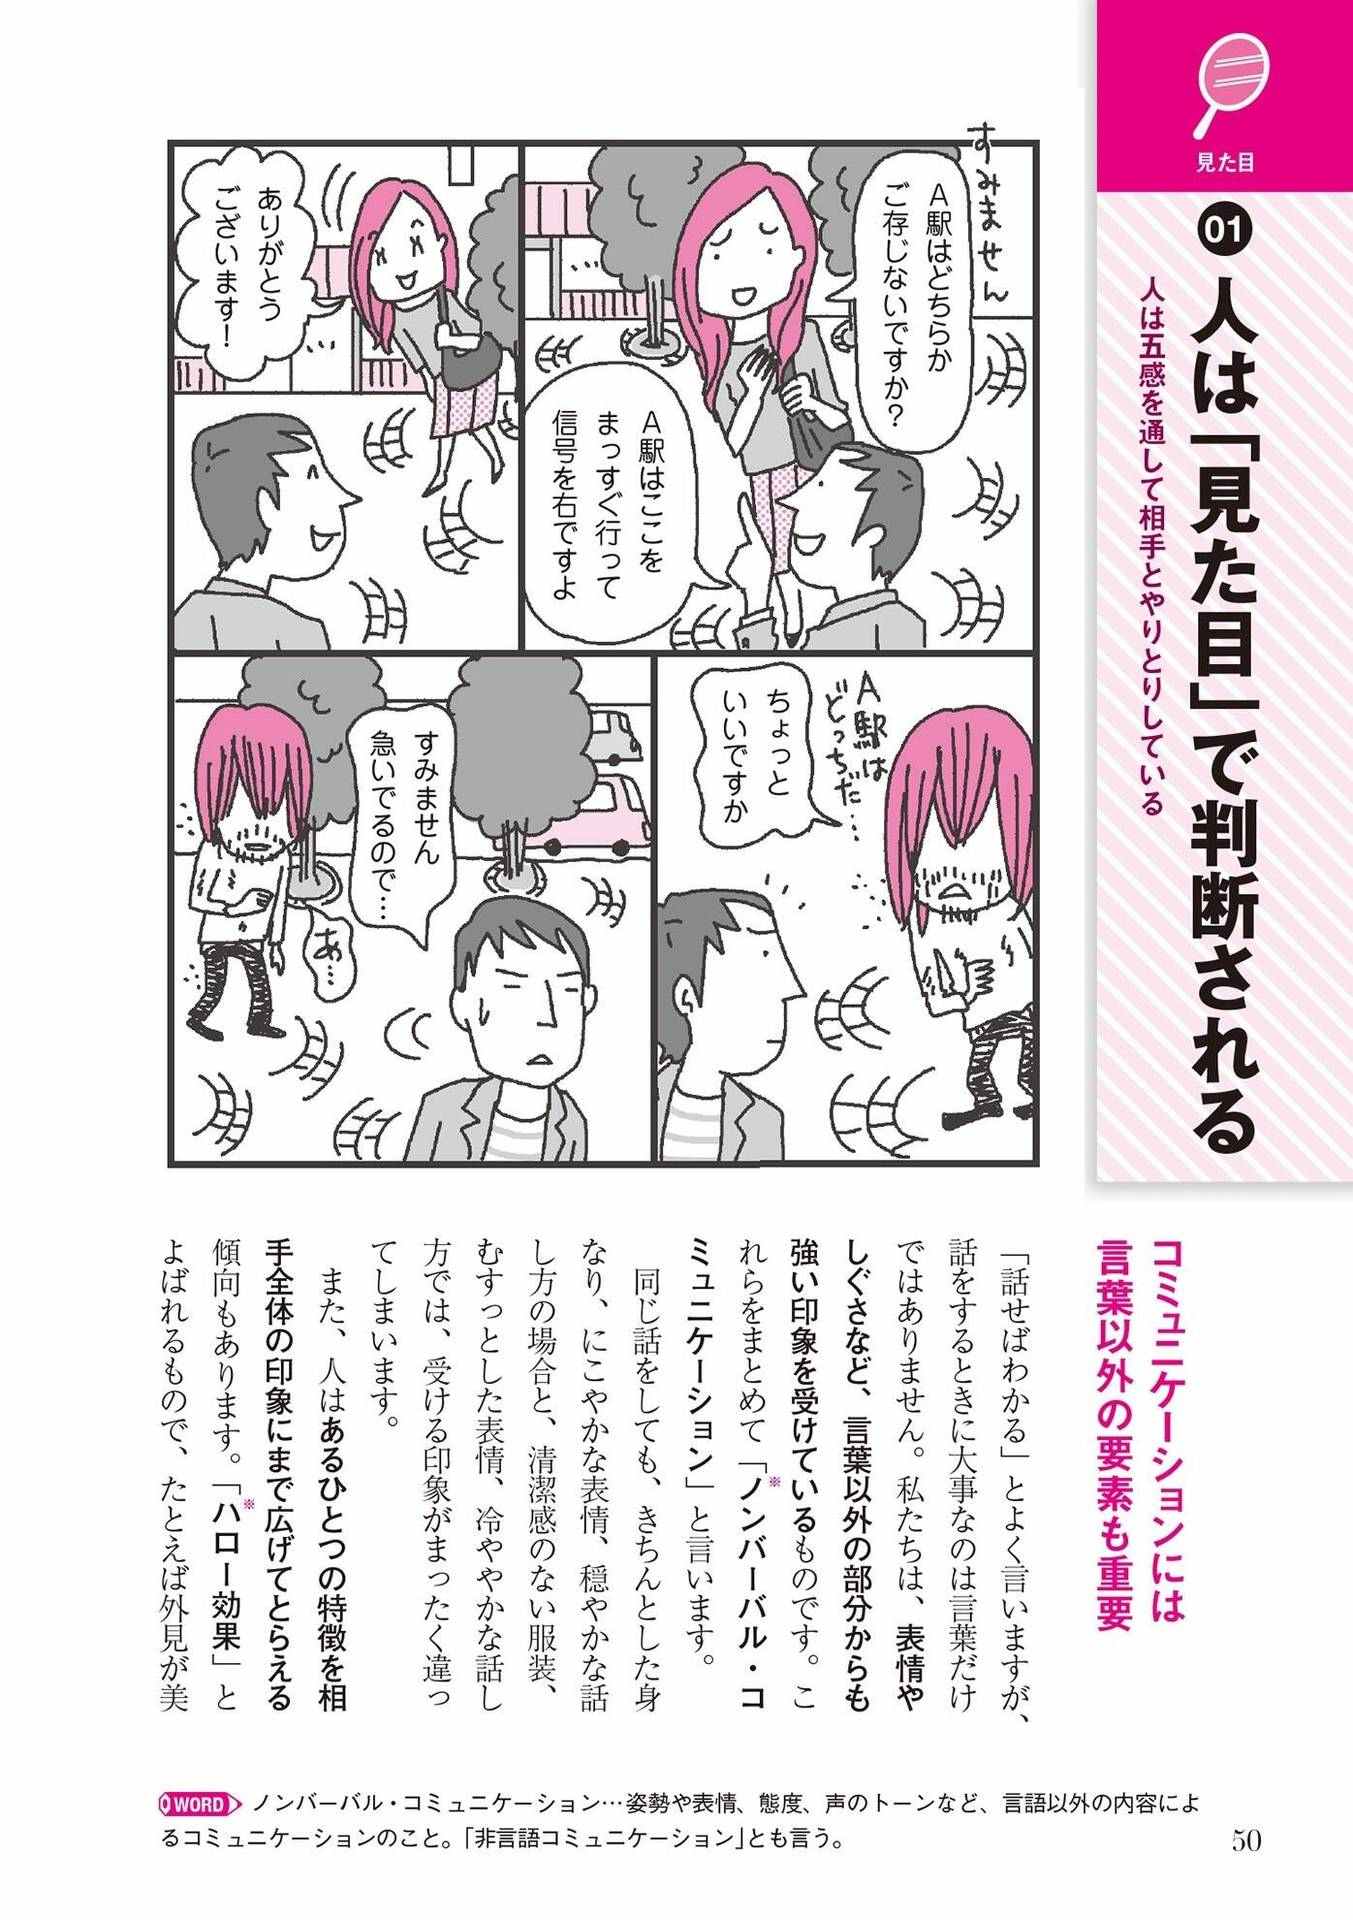 見た目
01
人は「見た目」で判断される
人は五感を通して相手とやりとりしている
すみません
A駅はどちらか
ご存じないですか?
A駅はここを
まっすぐ行って
信号を右ですよ
ありがとう
ございます!
A駅は
どっちだ…
ちょっと
いいですか
すみません
急いでるので…
あ…
コミュニケーションには
言葉以外の要素も重要
「話せばわかる」とよく言いますが、
話をするときに大事なのは言葉だけ
ではありません。私たちは、表情や
しぐさなど、言葉以外の部分からも
強い印象を受けているものです。こ
れらをまとめて「ノンバーバル・コ
※
ミュニケーション」と言います。
同じ話をしても、きちんとした身
なり、にこやかな表情、穏やかな話
し方の場合と、清潔感のない服装、
むすっとした表情、冷ややかな話し
方では、受ける印象がまったく違っ
てしまいます。
また、人はあるひとつの特徴を相
手全体の印象にまで広げてとらえる
傾向もあります。「ハロー効果」と
※
よばれるもので、たとえば外見が美
WORD ノンバーバル・コミュニケーション…姿勢や表情、態度、声のトーンなど、言語以外の内容によ
るコミュニケーションのこと。「非言語コミュニケーション」とも言う。
50